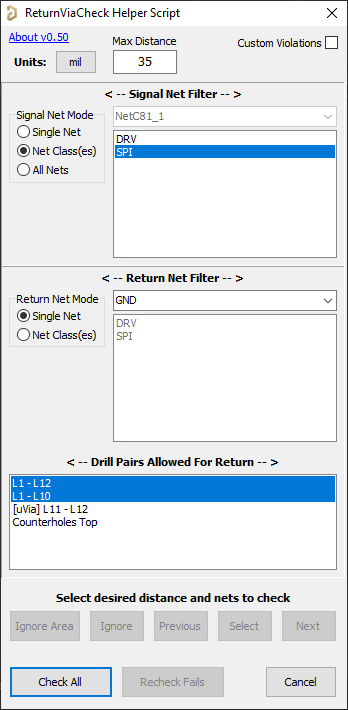 ReturnViaCheck Helper Script
About v0.50
Max Distance
Custom Violations
Units:
mil
35
< -- Signal Net Filter -- >
Signal Net Mode
NetC81_1
Single Net
Net Class(es)
All Nets
DRV
SPI
< -- Return Net Filter -- >
Return Net Mode
GND
Single Net
Net Class(es)
DRV
SPI
< -- Drill Pairs Allowed For Return -- >
L1 - L12
L1 - L10
[uVia] L11 - L12
Counterholes Top
Select desired distance and nets to check
Ignore Area
Ignore
Previous
Select
Next
Check All
Recheck Fails
Cancel